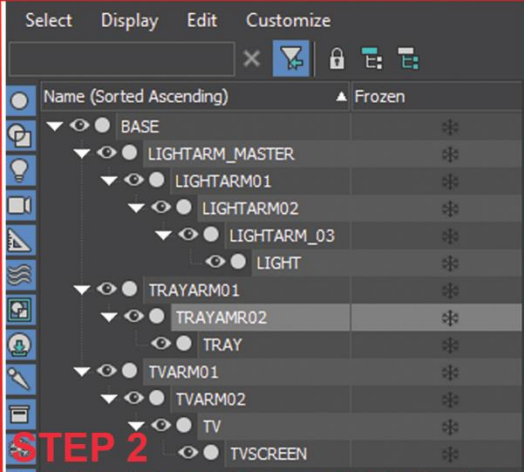 Select Display Edit Customize
Name (Sorted Ascending) Frozen
BASE
LIGHTARM_MASTER
LIGHTARM01
LIGHTARM02
LIGHTARM_03
LIGHT
TRAYARM01
TRAYAMR02
TRAY
TVARM01
TVARM02
TV
TVSCREEN
STEP 2